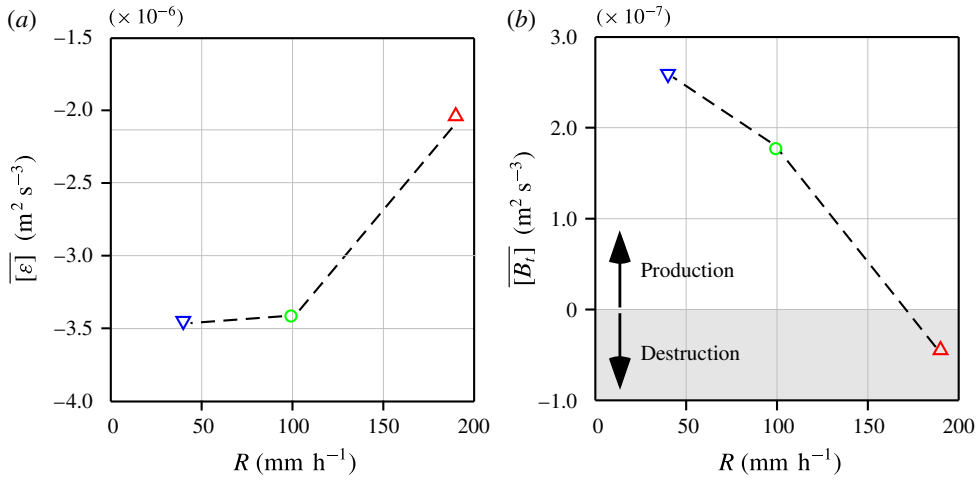 (a) (× 10⁻⁶)
−1.5
−2.0
−2.5
−3.0
−3.5
−4.0
[ε] (m² s⁻³)
0 50 100 150 200
R (mm h⁻¹)
(b) (× 10⁻⁷)
3.0
2.0
1.0
0
−1.0
[Bₜ] (m² s⁻³)
Production
Destruction
0 50 100 150 200
R (mm h⁻¹)